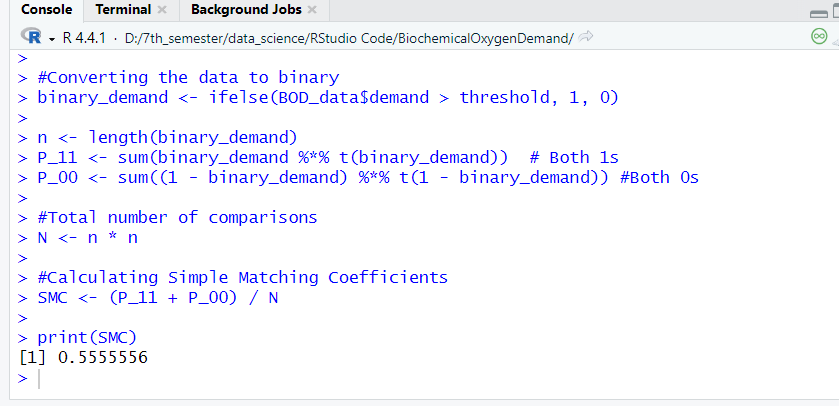 Console Terminal × Background Jobs ×
R R 4.4.1 · D:/7th_semester/data_science/RStudio Code/BiochemicalOxygenDemand/
>
> #Converting the data to binary
> binary_demand <- ifelse(BOD_data$demand > threshold, 1, 0)
>
> n <- length(binary_demand)
> P_11 <- sum(binary_demand %*% t(binary_demand))  # Both 1s
> P_00 <- sum((1 - binary_demand) %*% t(1 - binary_demand)) #Both 0s
>
> #Total number of comparisons
> N <- n * n
>
> #Calculating Simple Matching Coefficients
> SMC <- (P_11 + P_00) / N
>
> print(SMC)
[1] 0.5555556
>